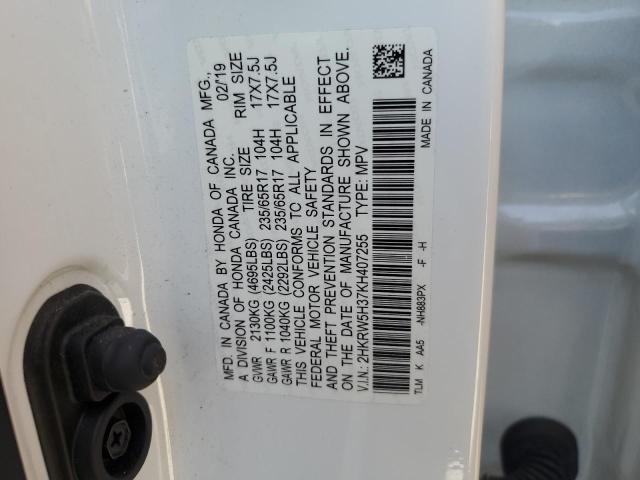 MFD. IN CANADA BY HONDA OF CANADA MFG.,
A DIVISION OF HONDA CANADA INC. 02/19
TIRE SIZE RIM SIZE
GVWR 2130KG (4695LBS)
GAWR F 1100KG (2425LBS) 235/65R17 104H 17X7.5J
GAWR R 1040KG (2292LBS) 235/65R17 104H 17X7.5J
THIS VEHICLE CONFORMS TO ALL APPLICABLE
FEDERAL MOTOR VEHICLE SAFETY
AND THEFT PREVENTION STANDARDS IN EFFECT
ON THE DATE OF MANUFACTURE SHOWN ABOVE.
V.I.N.: 2HKRW5H37KH407255 TYPE: MPV
TLM K AA5 -NH883PX -F -H MADE IN CANADA